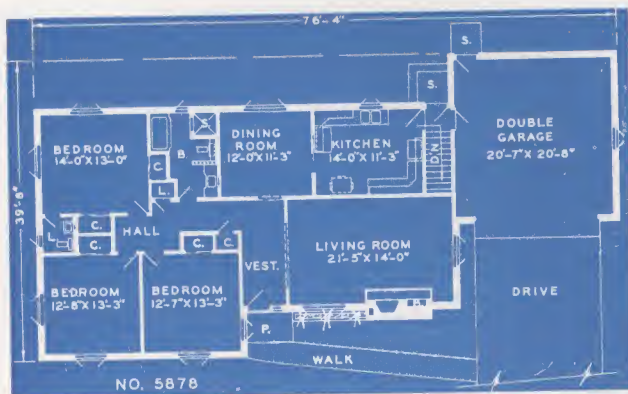 76'-4"
S.
S.
39'-8"
BEDROOM
14'-0"X13'-0"
B
S
DINING
ROOM
12'-0"X11'-3"
KITCHEN
14'-0"X11'-3"
D'N
DOUBLE
GARAGE
20'-7"X 20'-8"
C.
L.
L.
C.
C.
HALL
C.
C.
VEST.
LIVING ROOM
21'-5"X14'-0"
BEDROOM
12'-8"X13'-3"
BEDROOM
12'-7"X13'-3"
P.
DRIVE
WALK
NO. 5878